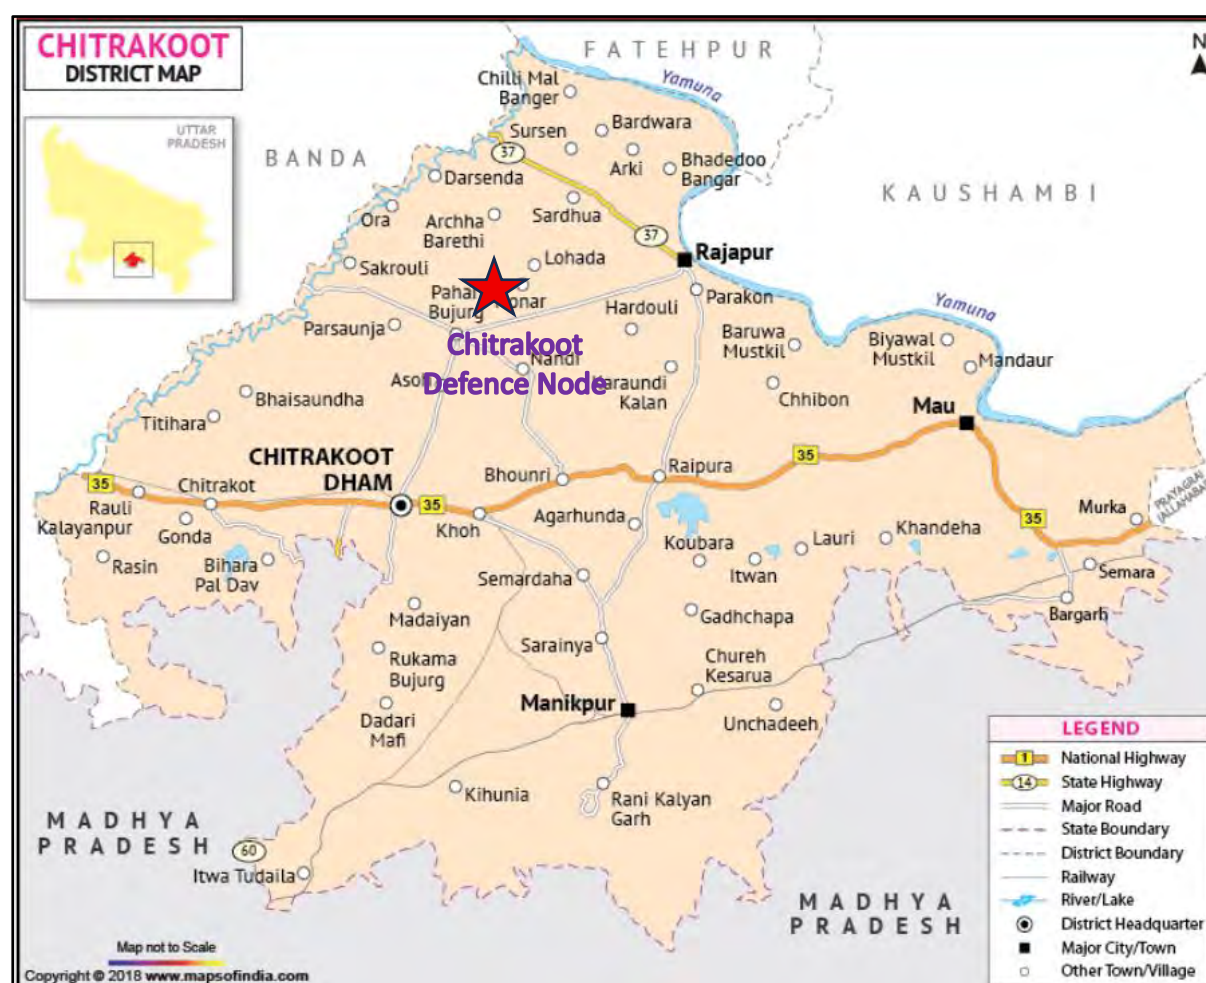 CHITRAKOOT
DISTRICT MAP
UTTAR
PRADESH
FATEHPUR
N
BANDA
KAUSHAMBI
Yamuna
Chilli Mal
Banger
Sursen
Bardwara
37
Arki
Bhadedoo
Bangar
Darsenda
Ora
Archha
Barethi
Sardhua
37
Rajapur
Sakrouli
Lohada
Bujurg
Parakon
Hardouli
Yamuna
Parsaunja
Baruwa
Mustkil
Biyawal
Mustkil
Mandaur
Chitrakoot
Defence Node
Nandi
Kalan
Chhibon
Bhaisaundha
Titihara
Mau
CHITRAKOOT
DHAM
35
Chitrakot
Bhounri
Raipura
35
Rauli
Kalayanpur
Gonda
35
Khoh
Agarhunda
Koubara
Khandeha
Lauri
Murka
35
PRAYAGRAJ
(ALLAHABAD)
Rasin
Bihara
Pal Dav
Semardaha
Itwan
Semara
Madaiyan
Gadhchapa
Bargarh
Rukama
Bujurg
Sarainya
Chureh
Kesarua
Dadari
Mafi
Manikpur
Unchadeeh
Kihunia
Rani Kalyan
Garh
MADHYA
PRADESH
60
Itwa Tudaila
MADHYA
PRADESH
LEGEND
1 National Highway
14 State Highway
Major Road
State Boundary
District Boundary
Railway
River/Lake
District Headquarter
Major City/Town
Other Town/Village
Map not to Scale
Copyright © 2018 www.mapsofindia.com